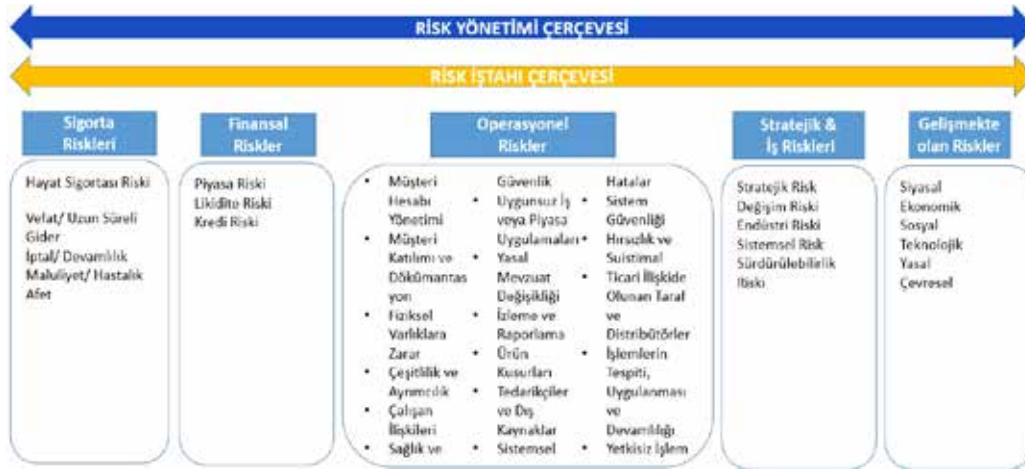 RİSK YÖNETİMİ ÇERÇEVESİ
RİSK İŞTAHI ÇERÇEVESİ
Sigorta
Riskleri
Hayat Sigortası Riski
Vefat/ Uzun Süreli
Gider
İptal/ Devamlılık
Maluliyet/ Hastalık
Afet
Finansal
Riskler
Piyasa Riski
Likidite Riski
Kredi Riski
Operasyonel
Riskler
• Müşteri
Hesabı
Yönetimi
• Müşteri
Katılımı ve
Dökümantas
yon
• Fiziksel
Varlıklara
Zarar
• Çeşitlilik ve
Ayrımcılık
• Çalışan
İlişkileri
• Sağlık ve
Güvenlik
• Uygunsuz İş
veya Piyasa
Uygulamaları
• Yasal
Mevzuat
Değişikliği
• İzleme ve
Raporlama
• Ürün
Kusurları
• Tedarikçiler
ve Dış
Kaynaklar
• Sistemsel
Hatalar
• Sistem
Güvenliği
• Hırsızlık ve
Suistimal
• Ticari İlişkide
Olunan Taraf
ve
Distribütörler
• İşlemlerin
Tespiti,
Uygulanması
ve
Devamlılığı
• Yetkisiz İşlem
Stratejik &
İş Riskleri
Stratejik Risk
Değişim Riski
Endüstri Riski
Sistemsel Risk
Sürdürülebilirlik
Riski
Gelişmekte
olan Riskler
Siyasal
Ekonomik
Sosyal
Teknolojik
Yasal
Çevresel